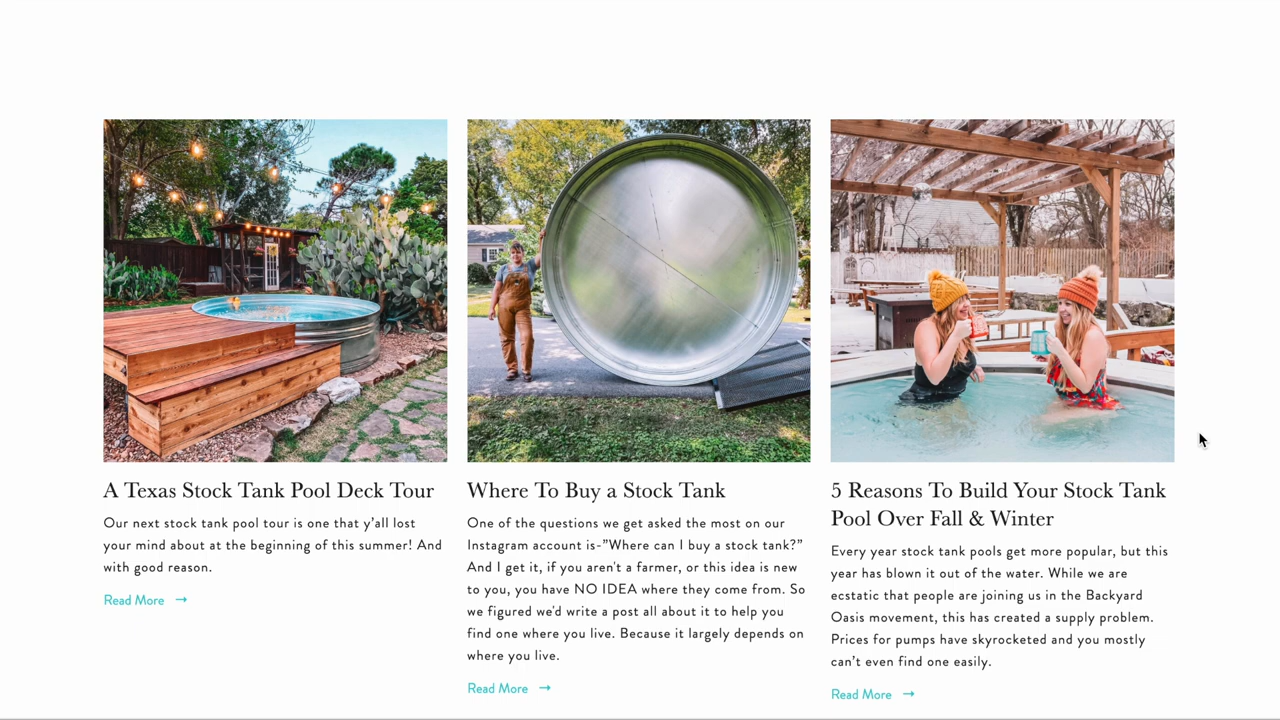 A Texas Stock Tank Pool Deck Tour
Our next stock tank pool tour is one that y'all lost
your mind about at the beginning of this summer! And
with good reason.
Read More →
Where To Buy a Stock Tank
One of the questions we get asked the most on our
Instagram account is-"Where can I buy a stock tank?"
And I get it, if you aren't a farmer, or this idea is new
to you, you have NO IDEA where they come from. So
we figured we'd write a post all about it to help you
find one where you live. Because it largely depends on
where you live.
Read More →
5 Reasons To Build Your Stock Tank
Pool Over Fall & Winter
Every year stock tank pools get more popular, but this
year has blown it out of the water. While we are
ecstatic that people are joining us in the Backyard
Oasis movement, this has created a supply problem.
Prices for pumps have skyrocketed and you mostly
can't even find one easily.
Read More →